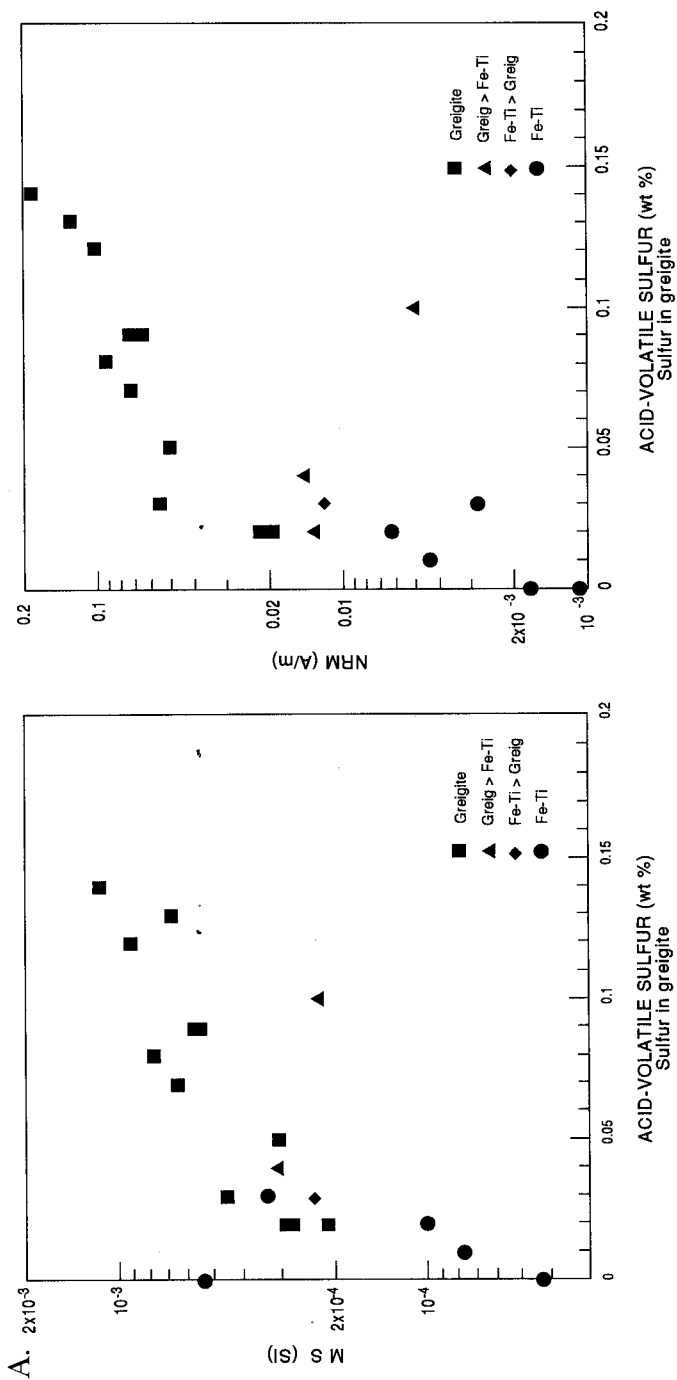 A.
2x10⁻³
10⁻³
2x10⁻⁴
10⁻⁴
M S (SI)
0
0.05
0.1
0.15
0.2
ACID-VOLATILE SULFUR (wt %)
Sulfur in greigite
Greigite
Greig > Fe-Ti
Fe-Ti > Greig
Fe-Ti
0.2
0.1
0.02
0.01
2x10⁻³
10⁻³
NRM (A/m)
0
0.05
0.1
0.15
0.2
ACID-VOLATILE SULFUR (wt %)
Sulfur in greigite
Greigite
Greig > Fe-Ti
Fe-Ti > Greig
Fe-Ti